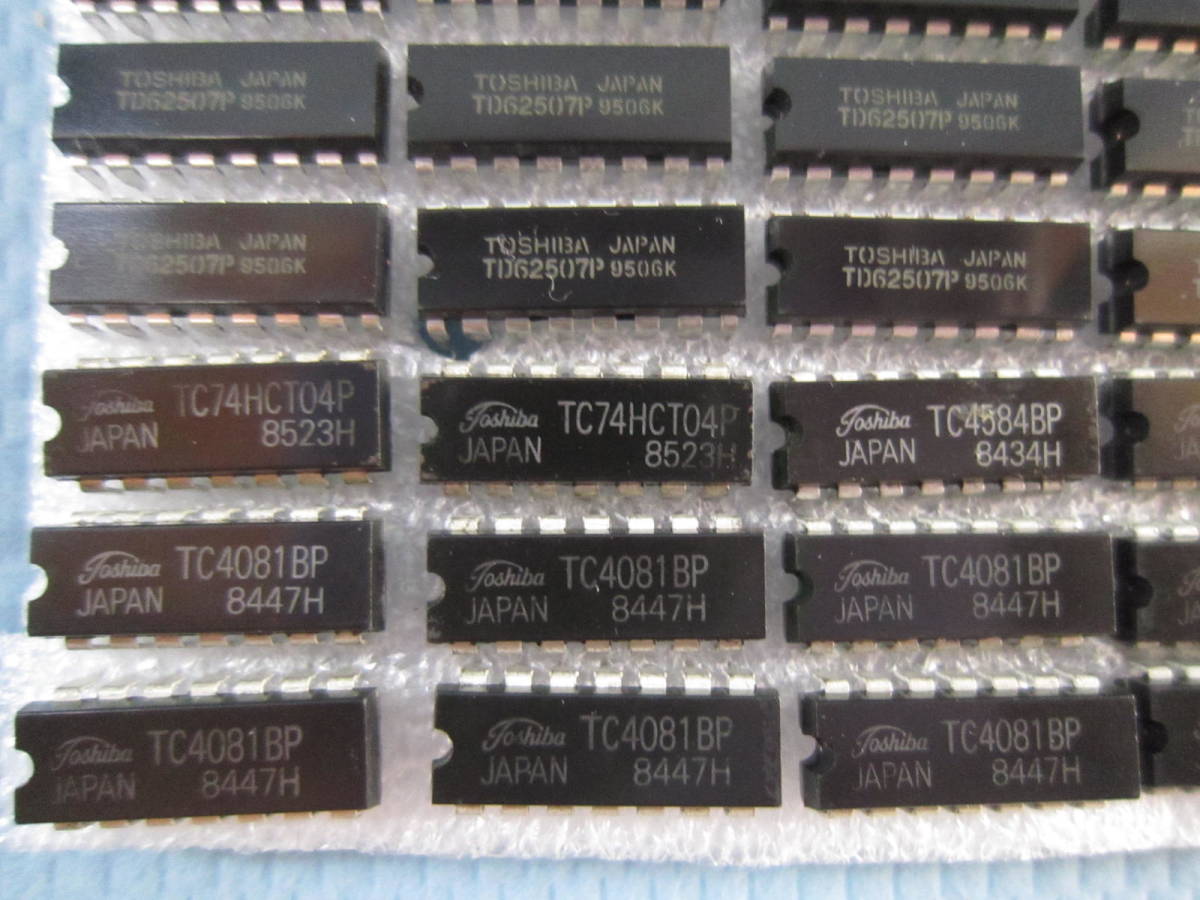 TOSHIBA JAPAN
TD62507P 9506K
TOSHIBA JAPAN
TD62507P 9506K
TOSHIBA JAPAN
TD62507P 9506K
TOSHIBA JAPAN
TD62507P 9506K
TOSHIBA JAPAN
TD62507P 9506K
TOSHIBA JAPAN
TD62507P 9506K
Toshiba TC74HCT04P
JAPAN 8523H
Toshiba TC74HCT04P
JAPAN 8523H
Toshiba TC4584BP
JAPAN 8434H
Toshiba TC4081BP
JAPAN 8447H
Toshiba TC4081BP
JAPAN 8447H
Toshiba TC4081BP
JAPAN 8447H
Toshiba TC4081BP
JAPAN 8447H
Toshiba TC4081BP
JAPAN 8447H
Toshiba TC4081BP
JAPAN 8447H